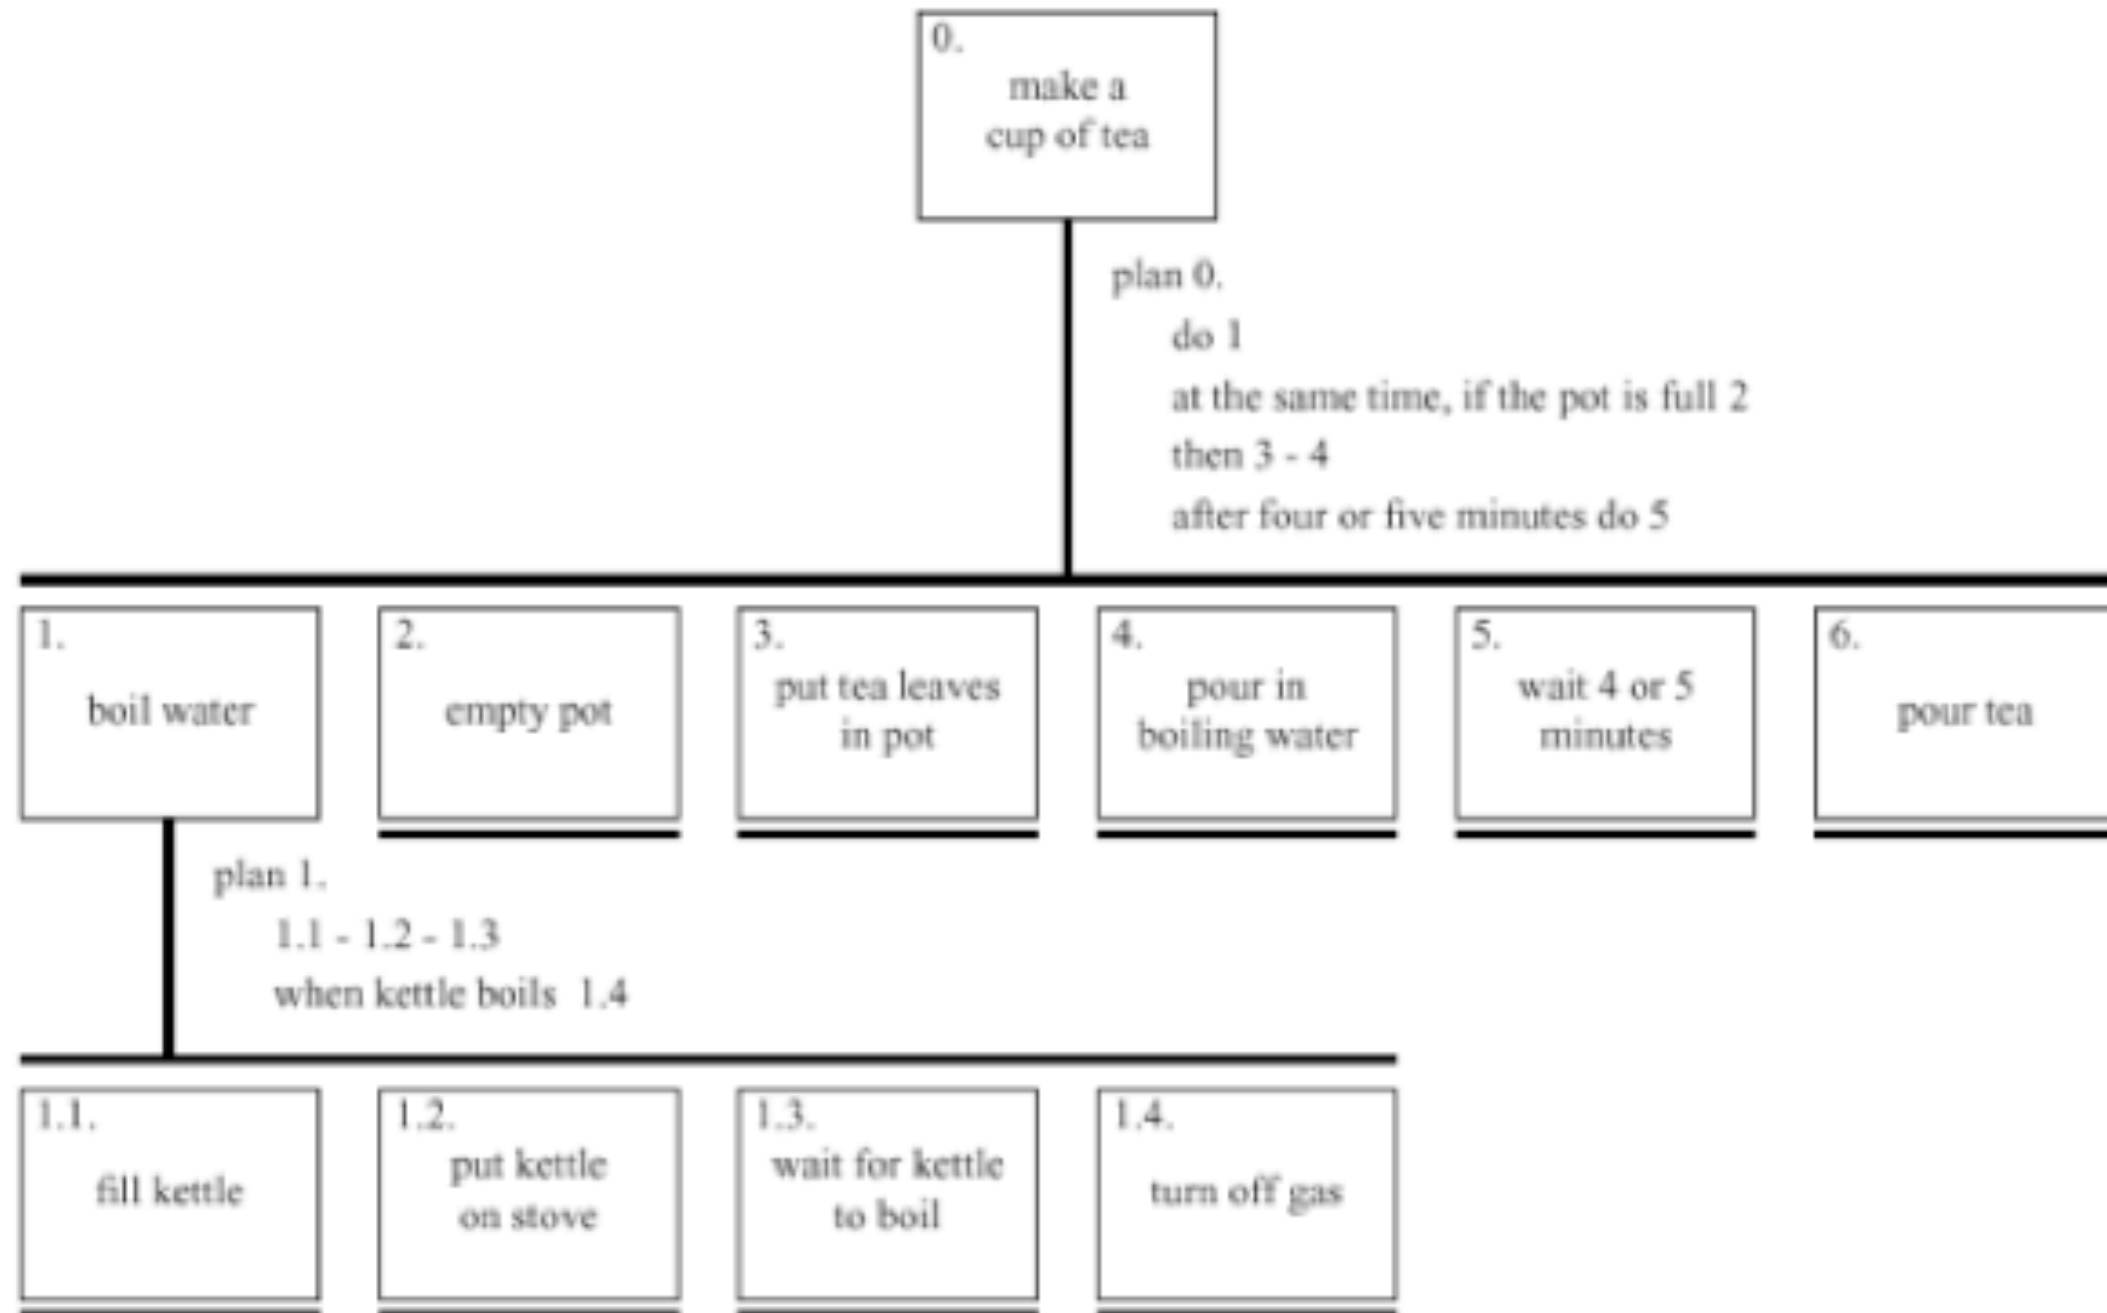 0.
make a
cup of tea
plan 0.
do 1
at the same time, if the pot is full 2
then 3 - 4
after four or five minutes do 5
1.
boil water
2.
empty pot
3.
put tea leaves
in pot
4.
pour in
boiling water
5.
wait 4 or 5
minutes
6.
pour tea
plan 1.
1.1 - 1.2 - 1.3
when kettle boils 1.4
1.1.
fill kettle
1.2.
put kettle
on stove
1.3.
wait for kettle
to boil
1.4.
turn off gas